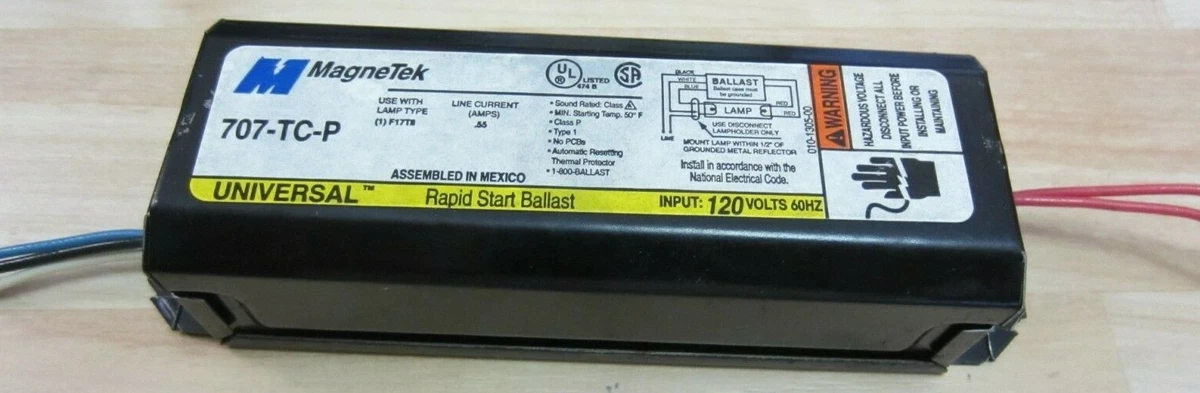 MagneTek
707-TC-P
USE WITH
LAMP TYPE
(1) F17T8
LINE CURRENT
(AMPS)
.55
ASSEMBLED IN MEXICO
UL
LISTED
474 B
SA
• Sound Rated: Class A
• MIN. Starting Temp. 50° F
• Class P
• Type 1
• No PCBs
• Automatic Resetting
Thermal Protector
• 1-800-BALLAST
BLACK
WHITE
BLUE
BALLAST
Ballast case must
be grounded
LAMP
RED
RED
LINE
USE DISCONNECT
LAMPHOLDER ONLY
MOUNT LAMP WITHIN 1/2" OF
GROUNDED METAL REFLECTOR
Install in accordance with the
National Electrical Code.
010-1305-00
WARNING
HAZARDOUS VOLTAGE
DISCONNECT ALL
INPUT POWER BEFORE
INSTALLING OR
MAINTAINING
UNIVERSAL™
Rapid Start Ballast
INPUT: 120 VOLTS 60HZ